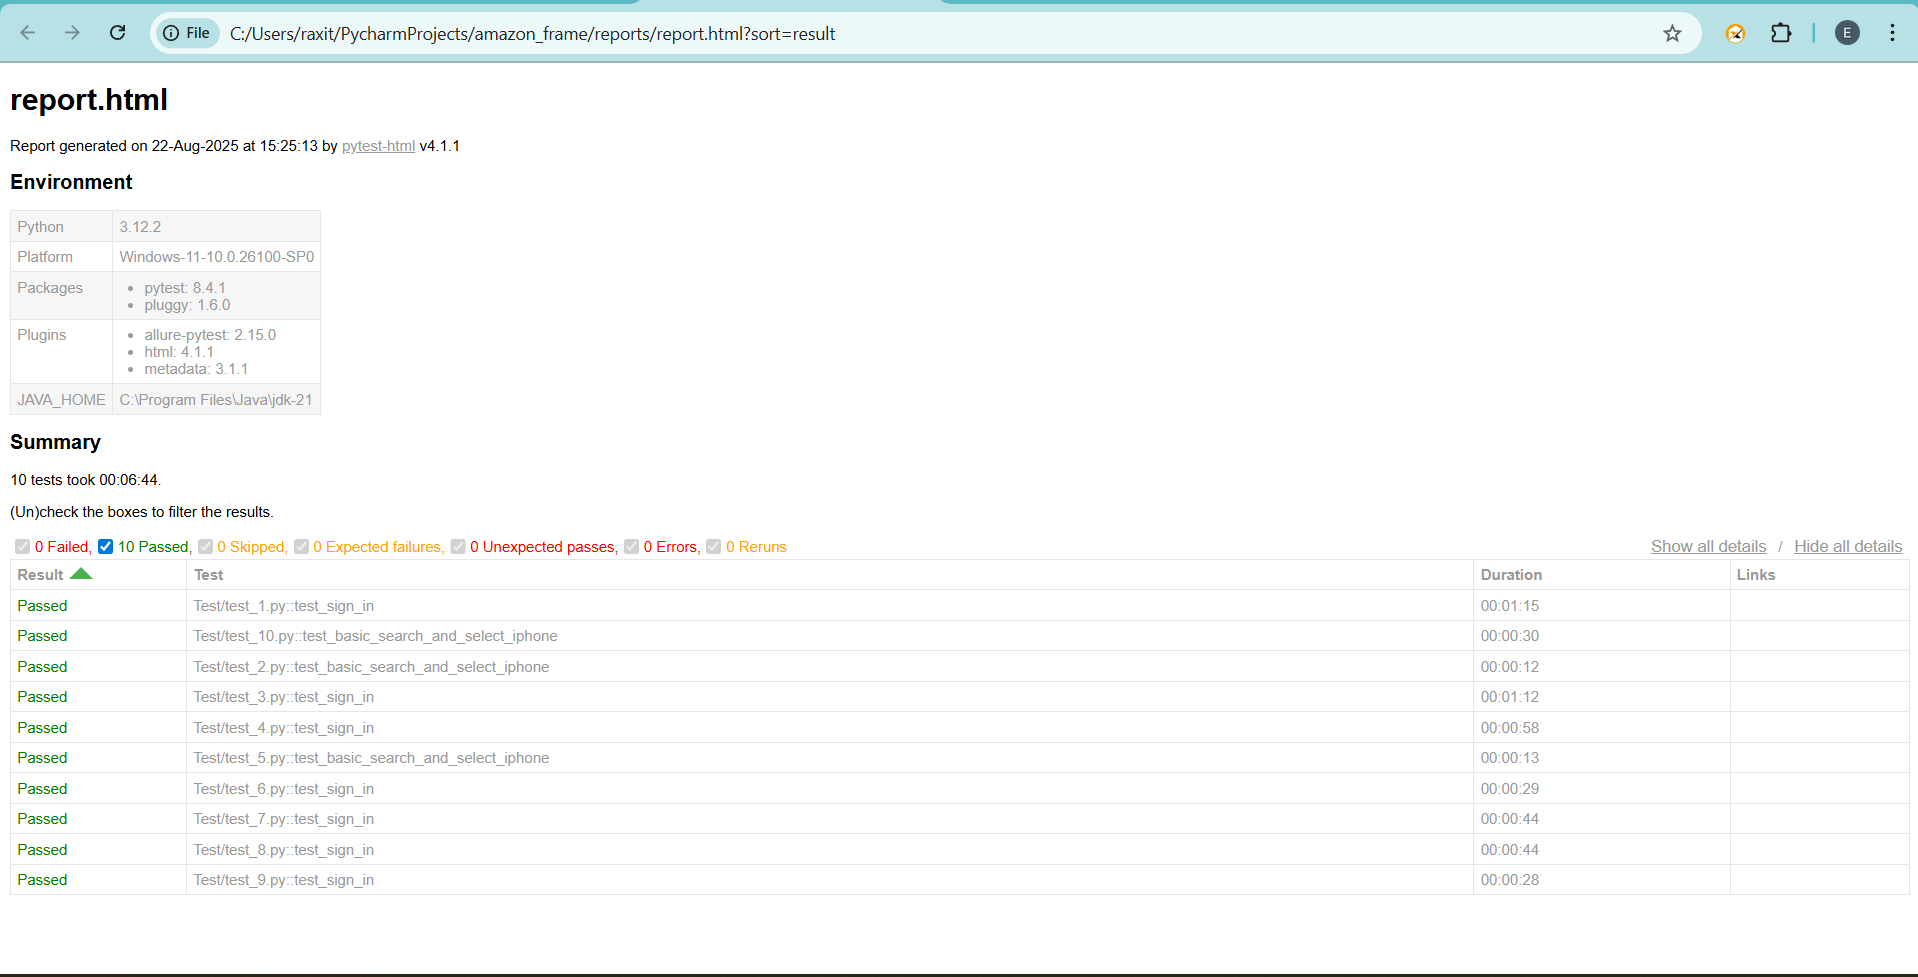 File C:/Users/raxit/PycharmProjects/amazon_frame/reports/report.html?sort=result
E
report.html
Report generated on 22-Aug-2025 at 15:25:13 by pytest-html v4.1.1
Environment
Python 3.12.2
Platform Windows-11-10.0.26100-SP0
Packages • pytest: 8.4.1
• pluggy: 1.6.0
Plugins • allure-pytest: 2.15.0
• html: 4.1.1
• metadata: 3.1.1
JAVA_HOME C:\Program Files\Java\jdk-21
Summary
10 tests took 00:06:44.
(Un)check the boxes to filter the results.
0 Failed, 10 Passed, 0 Skipped, 0 Expected failures, 0 Unexpected passes, 0 Errors, 0 Reruns Show all details / Hide all details
Result Test Duration Links
Passed Test/test_1.py::test_sign_in 00:01:15
Passed Test/test_10.py::test_basic_search_and_select_iphone 00:00:30
Passed Test/test_2.py::test_basic_search_and_select_iphone 00:00:12
Passed Test/test_3.py::test_sign_in 00:01:12
Passed Test/test_4.py::test_sign_in 00:00:58
Passed Test/test_5.py::test_basic_search_and_select_iphone 00:00:13
Passed Test/test_6.py::test_sign_in 00:00:29
Passed Test/test_7.py::test_sign_in 00:00:44
Passed Test/test_8.py::test_sign_in 00:00:44
Passed Test/test_9.py::test_sign_in 00:00:28